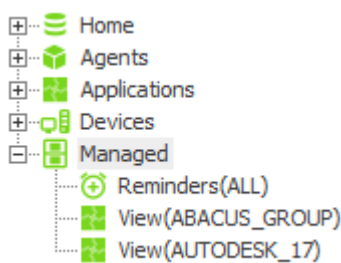 Home
Agents
Applications
Devices
Managed
Reminders(ALL)
View(ABACUS_GROUP)
View(AUTODESK_17)